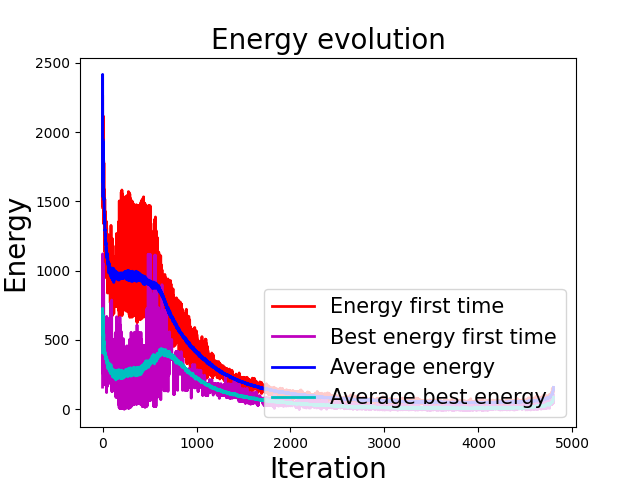 Energy evolution
Energy
2500
2000
1500
1000
500
0
Energy first time
Best energy first time
Average energy
Average best energy
0 1000 2000 3000 4000 5000
Iteration